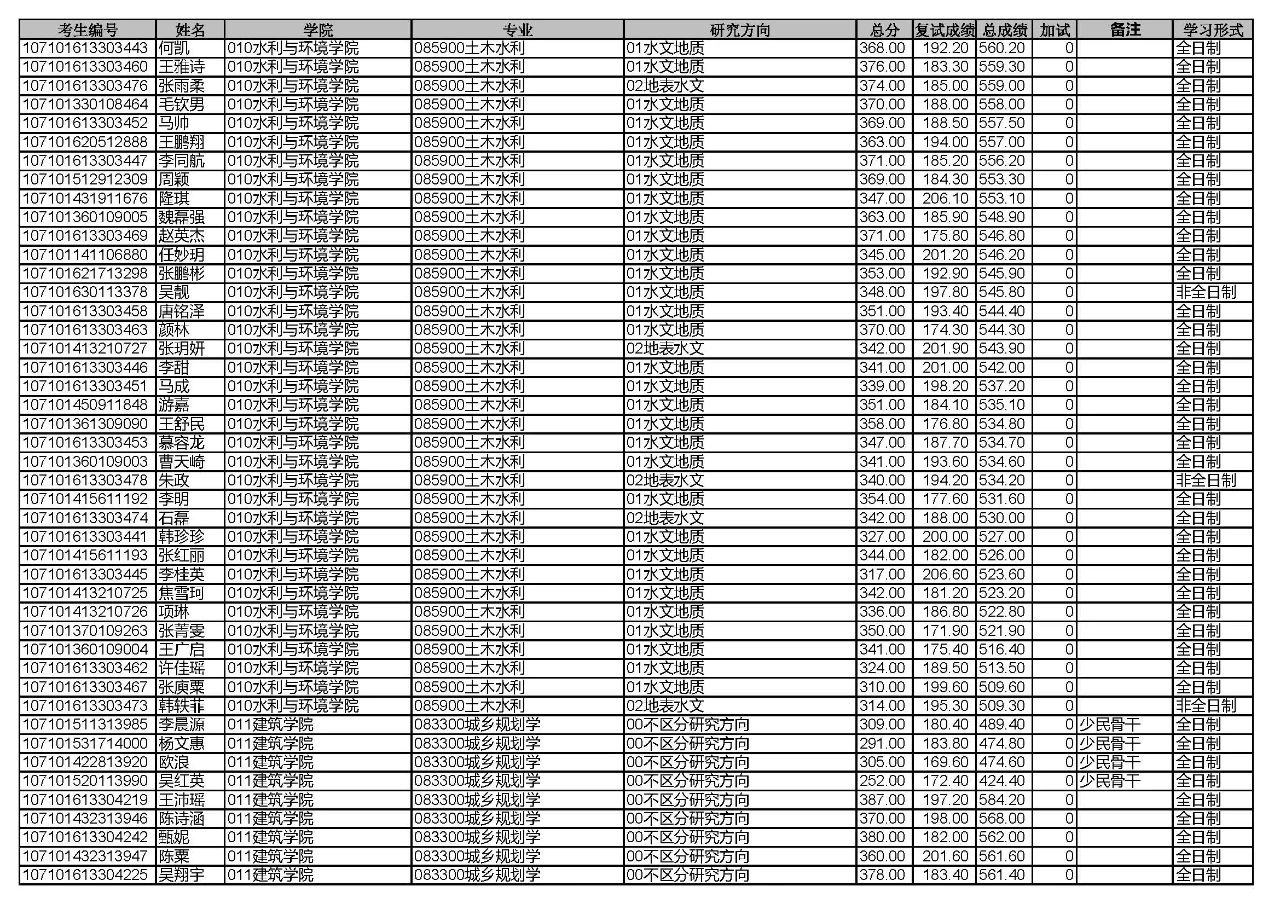 考生编号 姓名 学院 专业 研究方向 总分 复试成绩 总成绩 加试 备注 学习形式
107101613303443 何凯 010水利与环境学院 085900土木水利 01水文地质 368.00 192.20 560.20 0 全日制
107101613303460 王雅诗 010水利与环境学院 085900土木水利 01水文地质 376.00 183.30 559.30 0 全日制
107101613303476 张雨柔 010水利与环境学院 085900土木水利 02地表水文 374.00 185.00 559.00 0 全日制
107101330108464 毛钦男 010水利与环境学院 085900土木水利 01水文地质 370.00 188.00 558.00 0 全日制
107101613303452 马帅 010水利与环境学院 085900土木水利 01水文地质 369.00 188.50 557.50 0 全日制
107101620512888 王鹏翔 010水利与环境学院 085900土木水利 01水文地质 363.00 194.00 557.00 0 全日制
107101613303447 李同航 010水利与环境学院 085900土木水利 01水文地质 371.00 185.20 556.20 0 全日制
107101512912309 周颖 010水利与环境学院 085900土木水利 01水文地质 369.00 184.30 553.30 0 全日制
107101431911676 隆琪 010水利与环境学院 085900土木水利 01水文地质 347.00 206.10 553.10 0 全日制
107101360109005 魏磊强 010水利与环境学院 085900土木水利 01水文地质 363.00 185.90 548.90 0 全日制
107101613303469 赵英杰 010水利与环境学院 085900土木水利 01水文地质 371.00 175.80 546.80 0 全日制
107101141106880 任妙玥 010水利与环境学院 085900土木水利 01水文地质 345.00 201.20 546.20 0 全日制
107101621713298 张鹏彬 010水利与环境学院 085900土木水利 01水文地质 353.00 192.90 545.90 0 全日制
107101630113378 吴靓 010水利与环境学院 085900土木水利 01水文地质 348.00 197.80 545.80 0 非全日制
107101613303458 唐铭泽 010水利与环境学院 085900土木水利 01水文地质 351.00 193.40 544.40 0 全日制
107101613303463 颜林 010水利与环境学院 085900土木水利 01水文地质 370.00 174.30 544.30 0 全日制
107101413210727 张玥妍 010水利与环境学院 085900土木水利 02地表水文 342.00 201.90 543.90 0 全日制
107101613303446 李甜 010水利与环境学院 085900土木水利 01水文地质 341.00 201.00 542.00 0 全日制
107101613303451 马成 010水利与环境学院 085900土木水利 01水文地质 339.00 198.20 537.20 0 全日制
107101450911848 游嘉 010水利与环境学院 085900土木水利 01水文地质 351.00 184.10 535.10 0 全日制
107101361309090 王舒民 010水利与环境学院 085900土木水利 01水文地质 358.00 176.80 534.80 0 全日制
107101613303453 慕容龙 010水利与环境学院 085900土木水利 01水文地质 347.00 187.70 534.70 0 全日制
107101360109003 曹天崎 010水利与环境学院 085900土木水利 01水文地质 341.00 193.60 534.60 0 全日制
107101613303478 朱政 010水利与环境学院 085900土木水利 02地表水文 340.00 194.20 534.20 0 非全日制
107101415611192 李明 010水利与环境学院 085900土木水利 01水文地质 354.00 177.60 531.60 0 全日制
107101613303474 石磊 010水利与环境学院 085900土木水利 02地表水文 342.00 188.00 530.00 0 全日制
107101613303441 韩珍珍 010水利与环境学院 085900土木水利 01水文地质 327.00 200.00 527.00 0 全日制
107101415611193 张红丽 010水利与环境学院 085900土木水利 01水文地质 344.00 182.00 526.00 0 全日制
107101613303445 李桂英 010水利与环境学院 085900土木水利 01水文地质 317.00 206.60 523.60 0 全日制
107101413210725 焦雪珂 010水利与环境学院 085900土木水利 01水文地质 342.00 181.20 523.20 0 全日制
107101413210726 项琳 010水利与环境学院 085900土木水利 01水文地质 336.00 186.80 522.80 0 全日制
107101370109263 张菁雯 010水利与环境学院 085900土木水利 01水文地质 350.00 171.90 521.90 0 全日制
107101360109004 王广启 010水利与环境学院 085900土木水利 01水文地质 341.00 175.40 516.40 0 全日制
107101613303462 许佳瑶 010水利与环境学院 085900土木水利 01水文地质 324.00 189.50 513.50 0 全日制
107101613303467 张庾粟 010水利与环境学院 085900土木水利 01水文地质 310.00 199.60 509.60 0 全日制
107101613303473 韩轶菲 010水利与环境学院 085900土木水利 02地表水文 314.00 195.30 509.30 0 非全日制
107101511313985 李晨源 011建筑学院 083300城乡规划学 00不区分研究方向 309.00 180.40 489.40 0 少民骨干 全日制
107101531714000 杨文惠 011建筑学院 083300城乡规划学 00不区分研究方向 291.00 183.80 474.80 0 少民骨干 全日制
107101422813920 欧浪 011建筑学院 083300城乡规划学 00不区分研究方向 305.00 169.60 474.60 0 少民骨干 全日制
107101520113990 吴红英 011建筑学院 083300城乡规划学 00不区分研究方向 252.00 172.40 424.40 0 少民骨干 全日制
107101613304219 王沛瑶 011建筑学院 083300城乡规划学 00不区分研究方向 387.00 197.20 584.20 0 全日制
107101432313946 陈诗涵 011建筑学院 083300城乡规划学 00不区分研究方向 370.00 198.00 568.00 0 全日制
107101613304242 甄妮 011建筑学院 083300城乡规划学 00不区分研究方向 380.00 182.00 562.00 0 全日制
107101432313947 陈粟 011建筑学院 083300城乡规划学 00不区分研究方向 360.00 201.60 561.60 0 全日制
107101613304225 吴翔宇 011建筑学院 083300城乡规划学 00不区分研究方向 378.00 183.40 561.40 0 全日制